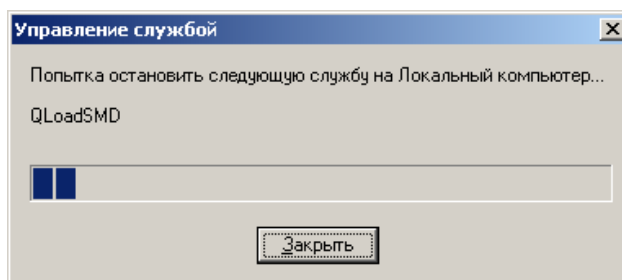 Управление службой
Попытка остановить следующую службу на Локальный компьютер...
QLoadSMD
Закрыть